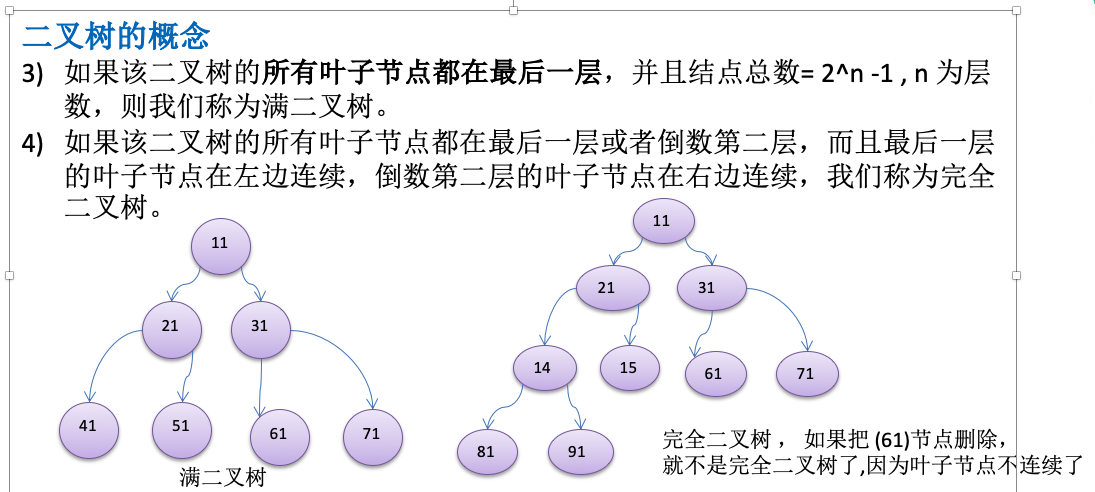 二叉树的概念
3) 如果该二叉树的所有叶子节点都在最后一层，并且结点总数= 2^n -1 , n 为层
数，则我们称为满二叉树。
4) 如果该二叉树的所有叶子节点都在最后一层或者倒数第二层，而且最后一层
的叶子节点在左边连续，倒数第二层的叶子节点在右边连续，我们称为完全
二叉树。
11
21
31
41
51
61
71
满二叉树
11
21
31
14
15
61
71
81
91
完全二叉树 ， 如果把 (61)节点删除，
就不是完全二叉树了,因为叶子节点不连续了